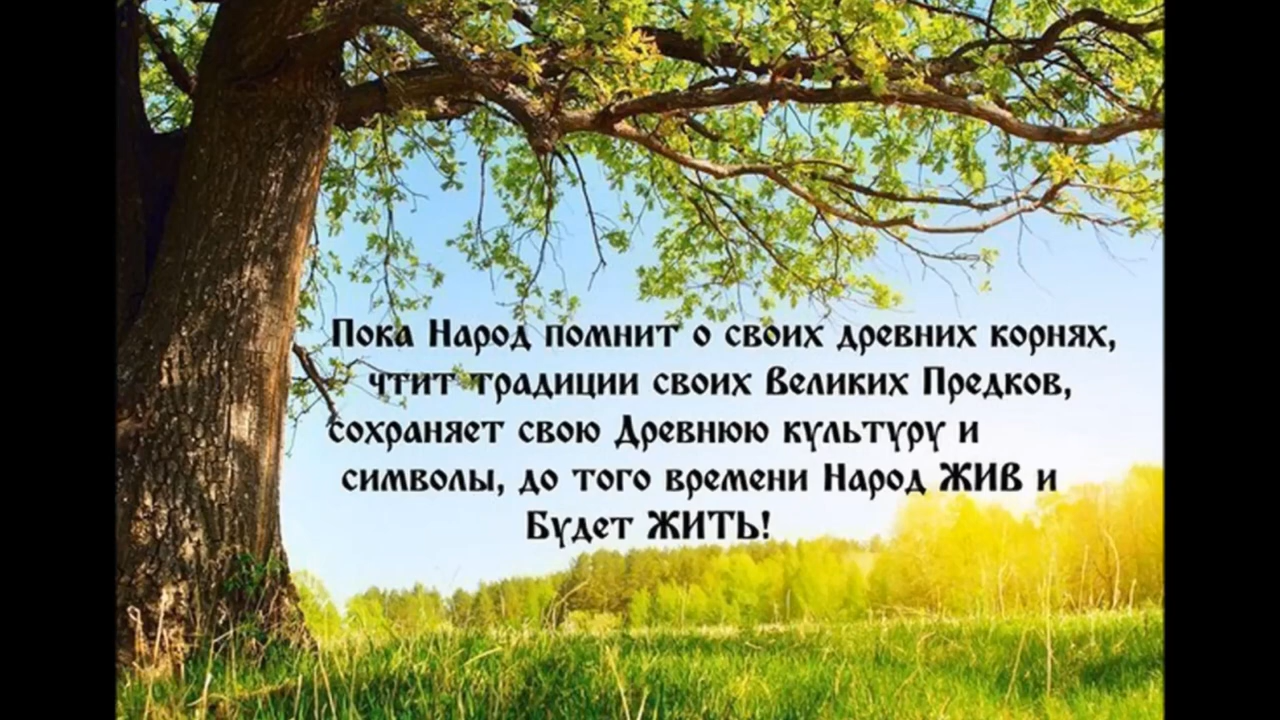 Пока Народ помнит о своих древних корнях,
чтит традиции своих Великих Предков,
сохраняет свою Древнюю культуру и
символы, до того времени Народ ЖИВ и
Будет ЖИТЬ!